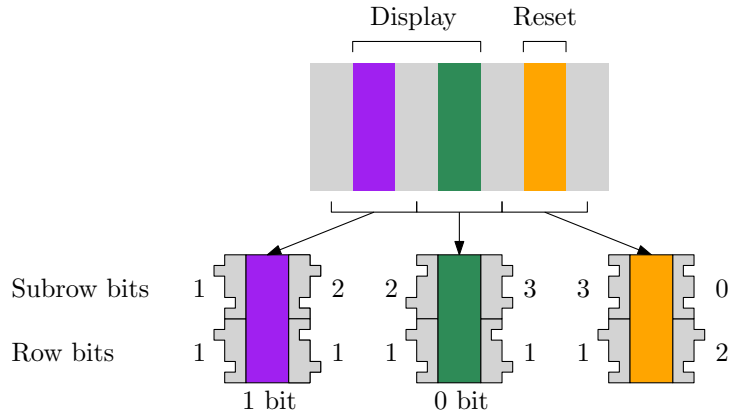 Display Reset
Subrow bits 1 2 2 3 3 0
Row bits 1 1 1 1 1 2
1 bit 0 bit